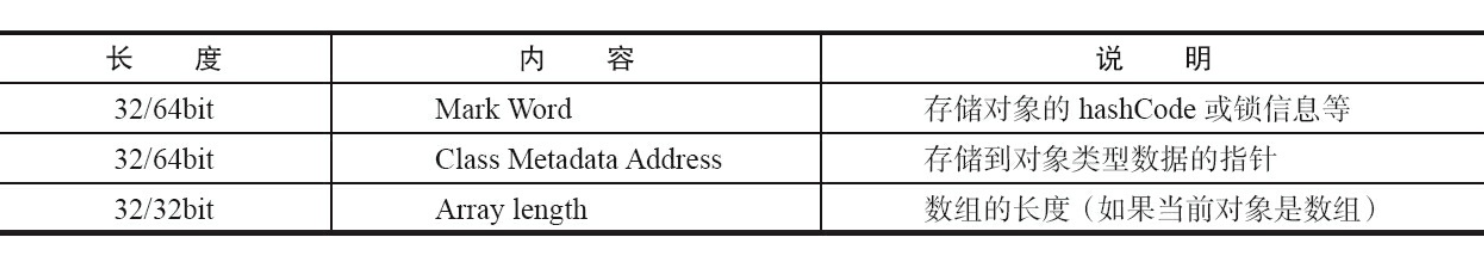 长 度 内 容 说 明
32/64bit Mark Word 存储对象的 hashCode 或锁信息等
32/64bit Class Metadata Address 存储到对象类型数据的指针
32/32bit Array length 数组的长度（如果当前对象是数组）